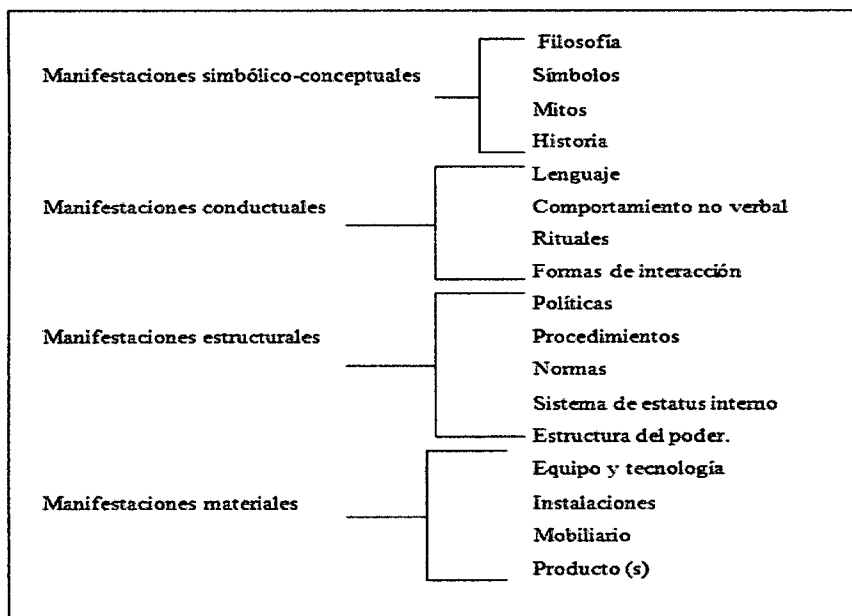 Manifestaciones simbólico-conceptuales
Filosofía
Símbolos
Mitos
Historia
Manifestaciones conductuales
Lenguaje
Comportamiento no verbal
Rituales
Formas de interacción
Manifestaciones estructurales
Políticas
Procedimientos
Normas
Sistema de estatus interno
Estructura del poder.
Manifestaciones materiales
Equipo y tecnología
Instalaciones
Mobiliario
Producto (s)